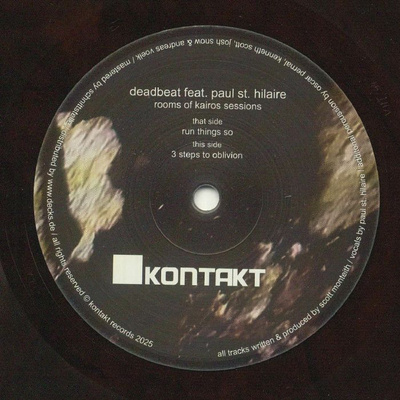 deadbeat feat. paul st. hilaire
rooms of kairos sessions
that side
run things so
this side
3 steps to oblivion
KONTAKT
all tracks written & produced by scott monteith / vocals by paul st. hilaire / additional percussion by oscar pernal, kenneth scott, josh snow & andreas voelk / mastered by distributed by www.decks.de / all rights reserved © kontakt records 2025